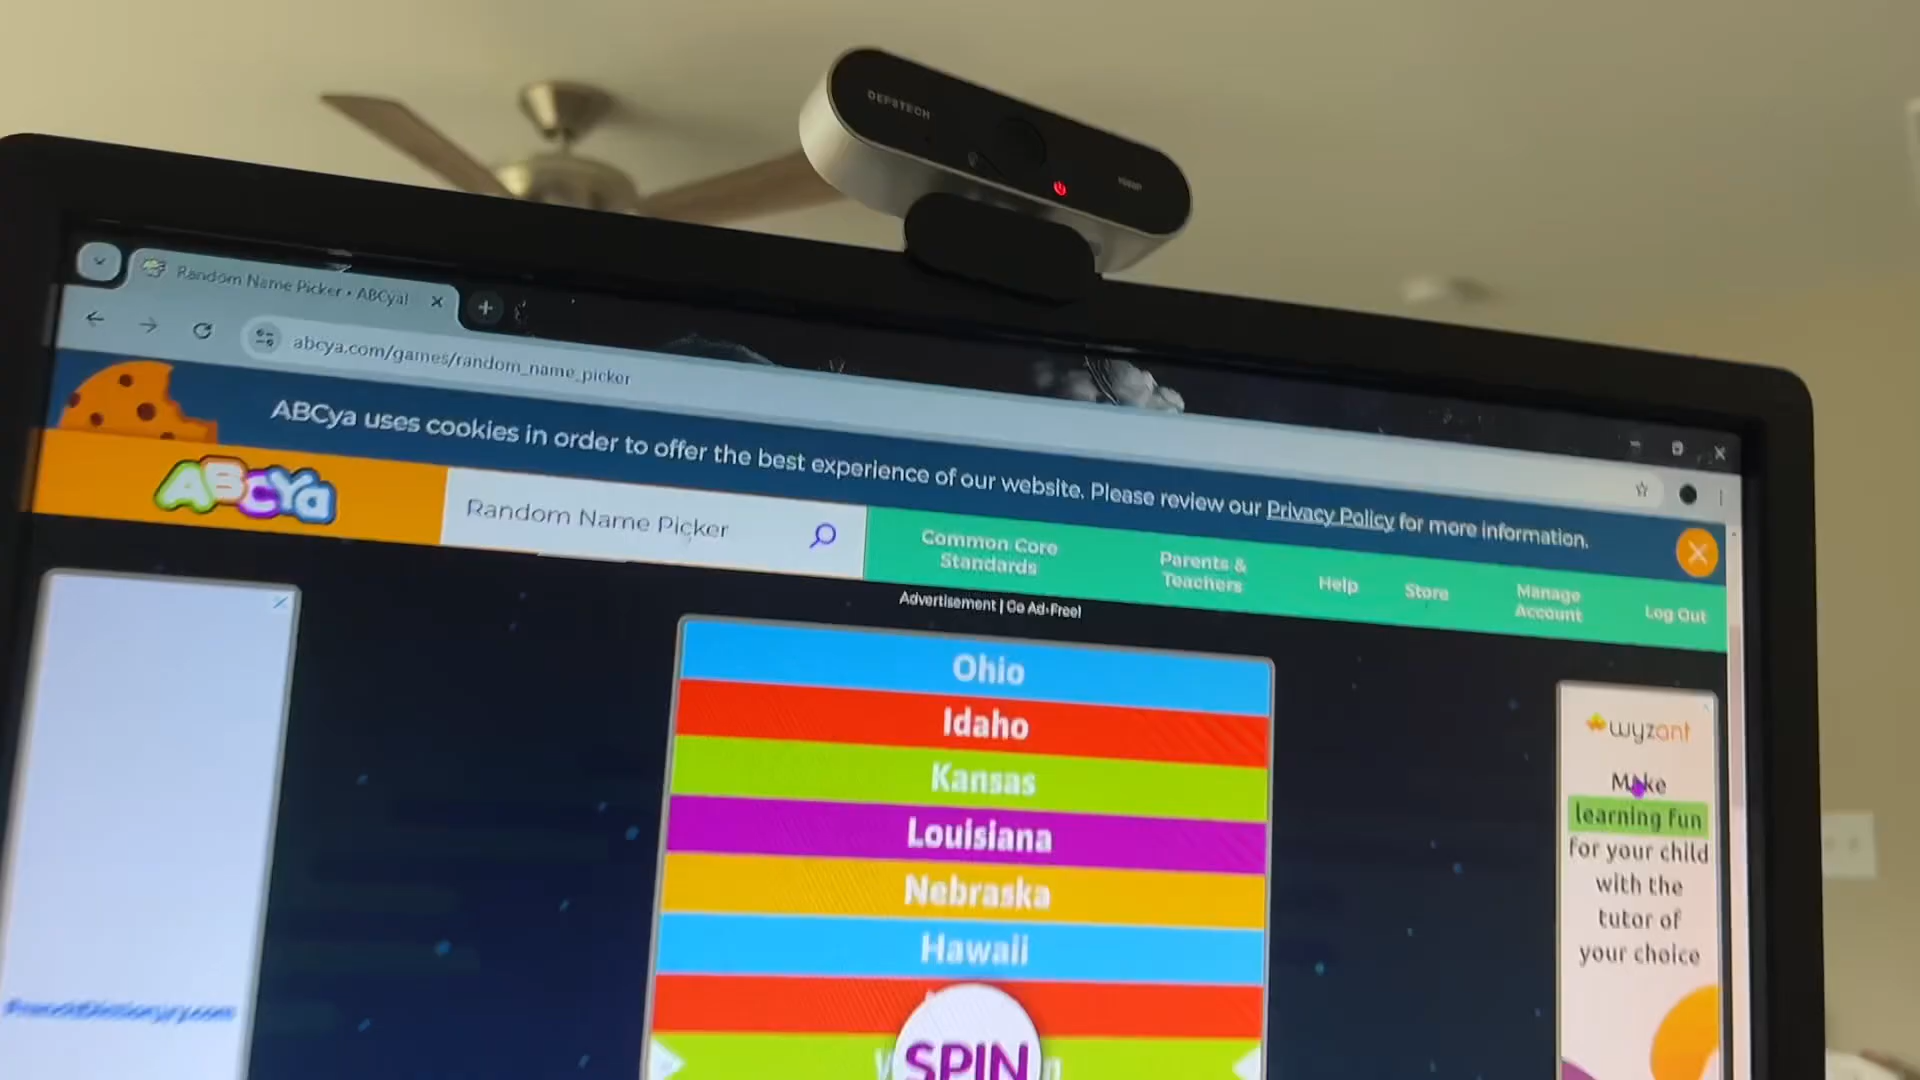 DEPSTECH
Random Name Picker • ABCya!
abcya.com/games/random_name_picker
ABCya uses cookies in order to offer the best experience of our website. Please review our Privacy Policy for more information.
ABCYa
Random Name Picker
Common Core
Standards
Parents &
Teachers
Help
Store
Manage
Account
Log Out
Advertisement | Go Ad-Free!
Ohio
Idaho
Kansas
Louisiana
Nebraska
Hawaii
SPIN
wyzant
Make
learning fun
for your child
with the
tutor of
your choice